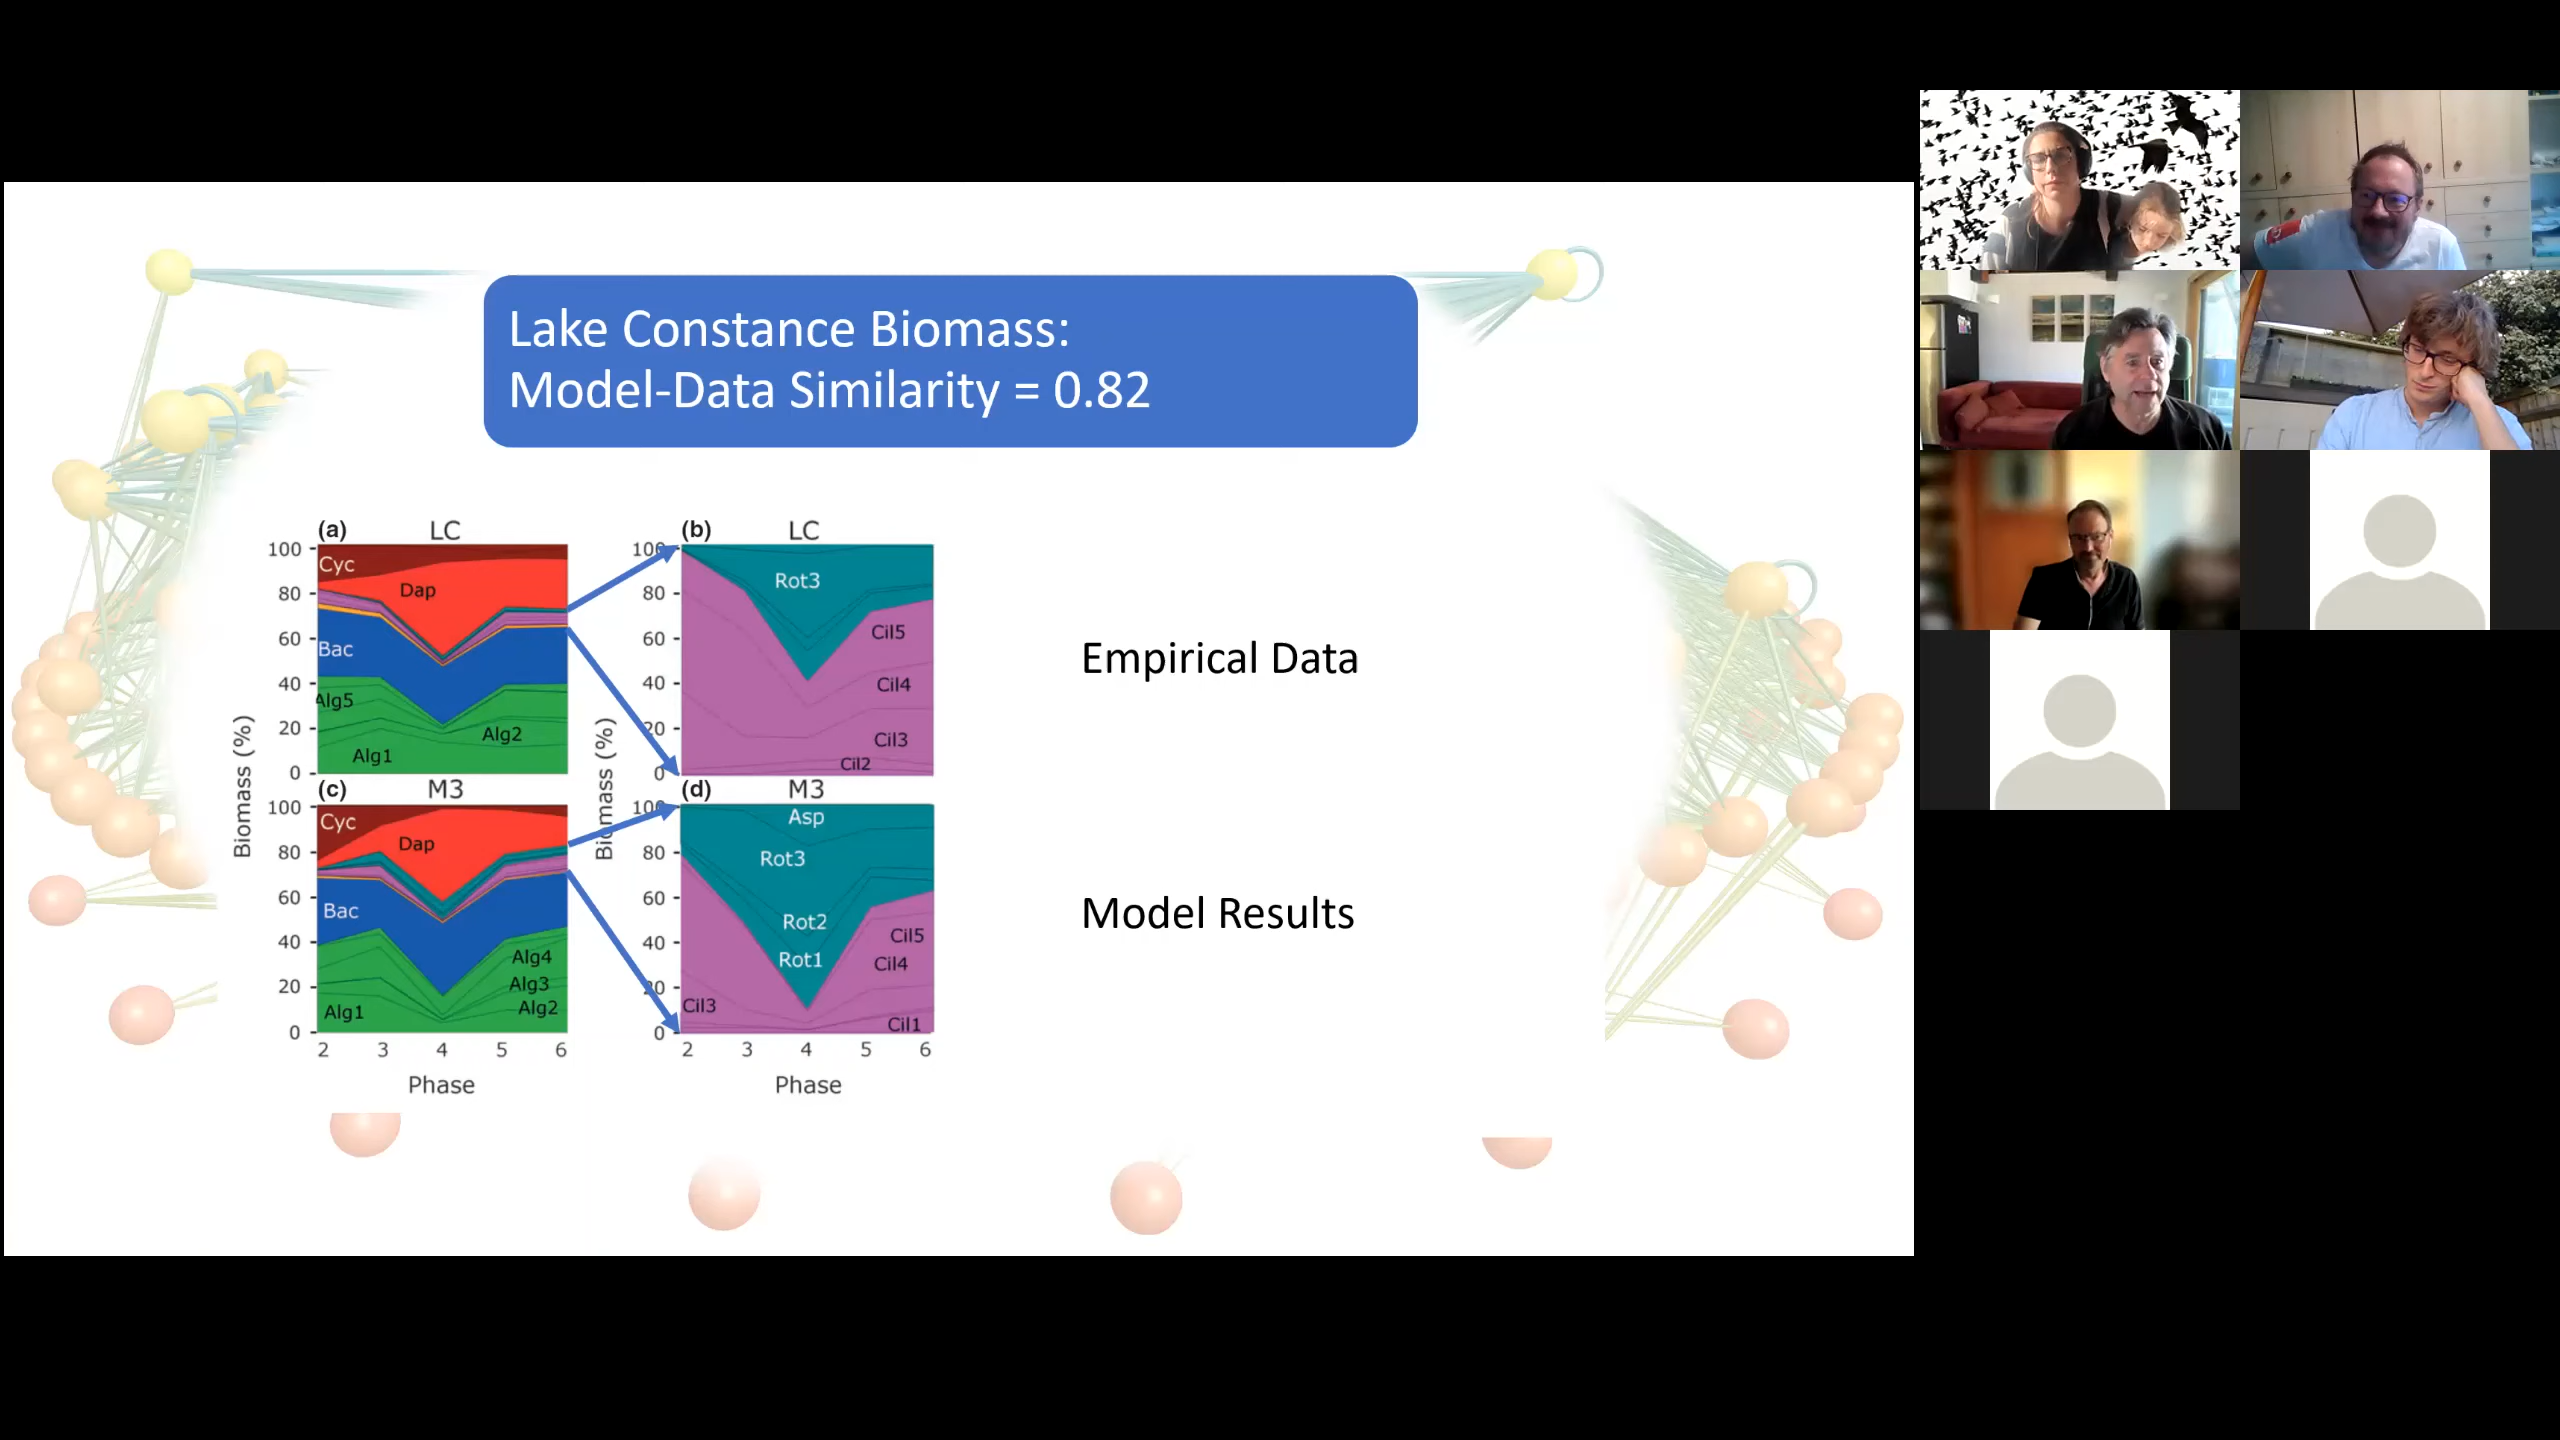 Lake Constance Biomass:
Model-Data Similarity = 0.82
(a)
LC
100
80
60
40
20
0
Cyc
Dap
Bac
Alg5
Alg2
Alg1
(b)
LC
100
80
60
40
20
0
Rot3
Cil5
Cil4
Cil3
Cil2
Empirical Data
Biomass (%)
Biomass (%)
(c)
M3
100
80
60
40
20
0
Cyc
Dap
Bac
Alg4
Alg3
Alg2
Alg1
2 3 4 5 6
Phase
(d)
M3
100
80
60
40
20
0
Asp
Rot3
Rot2
Rot1
Cil5
Cil4
Cil3
Cil1
2 3 4 5 6
Phase
Model Results